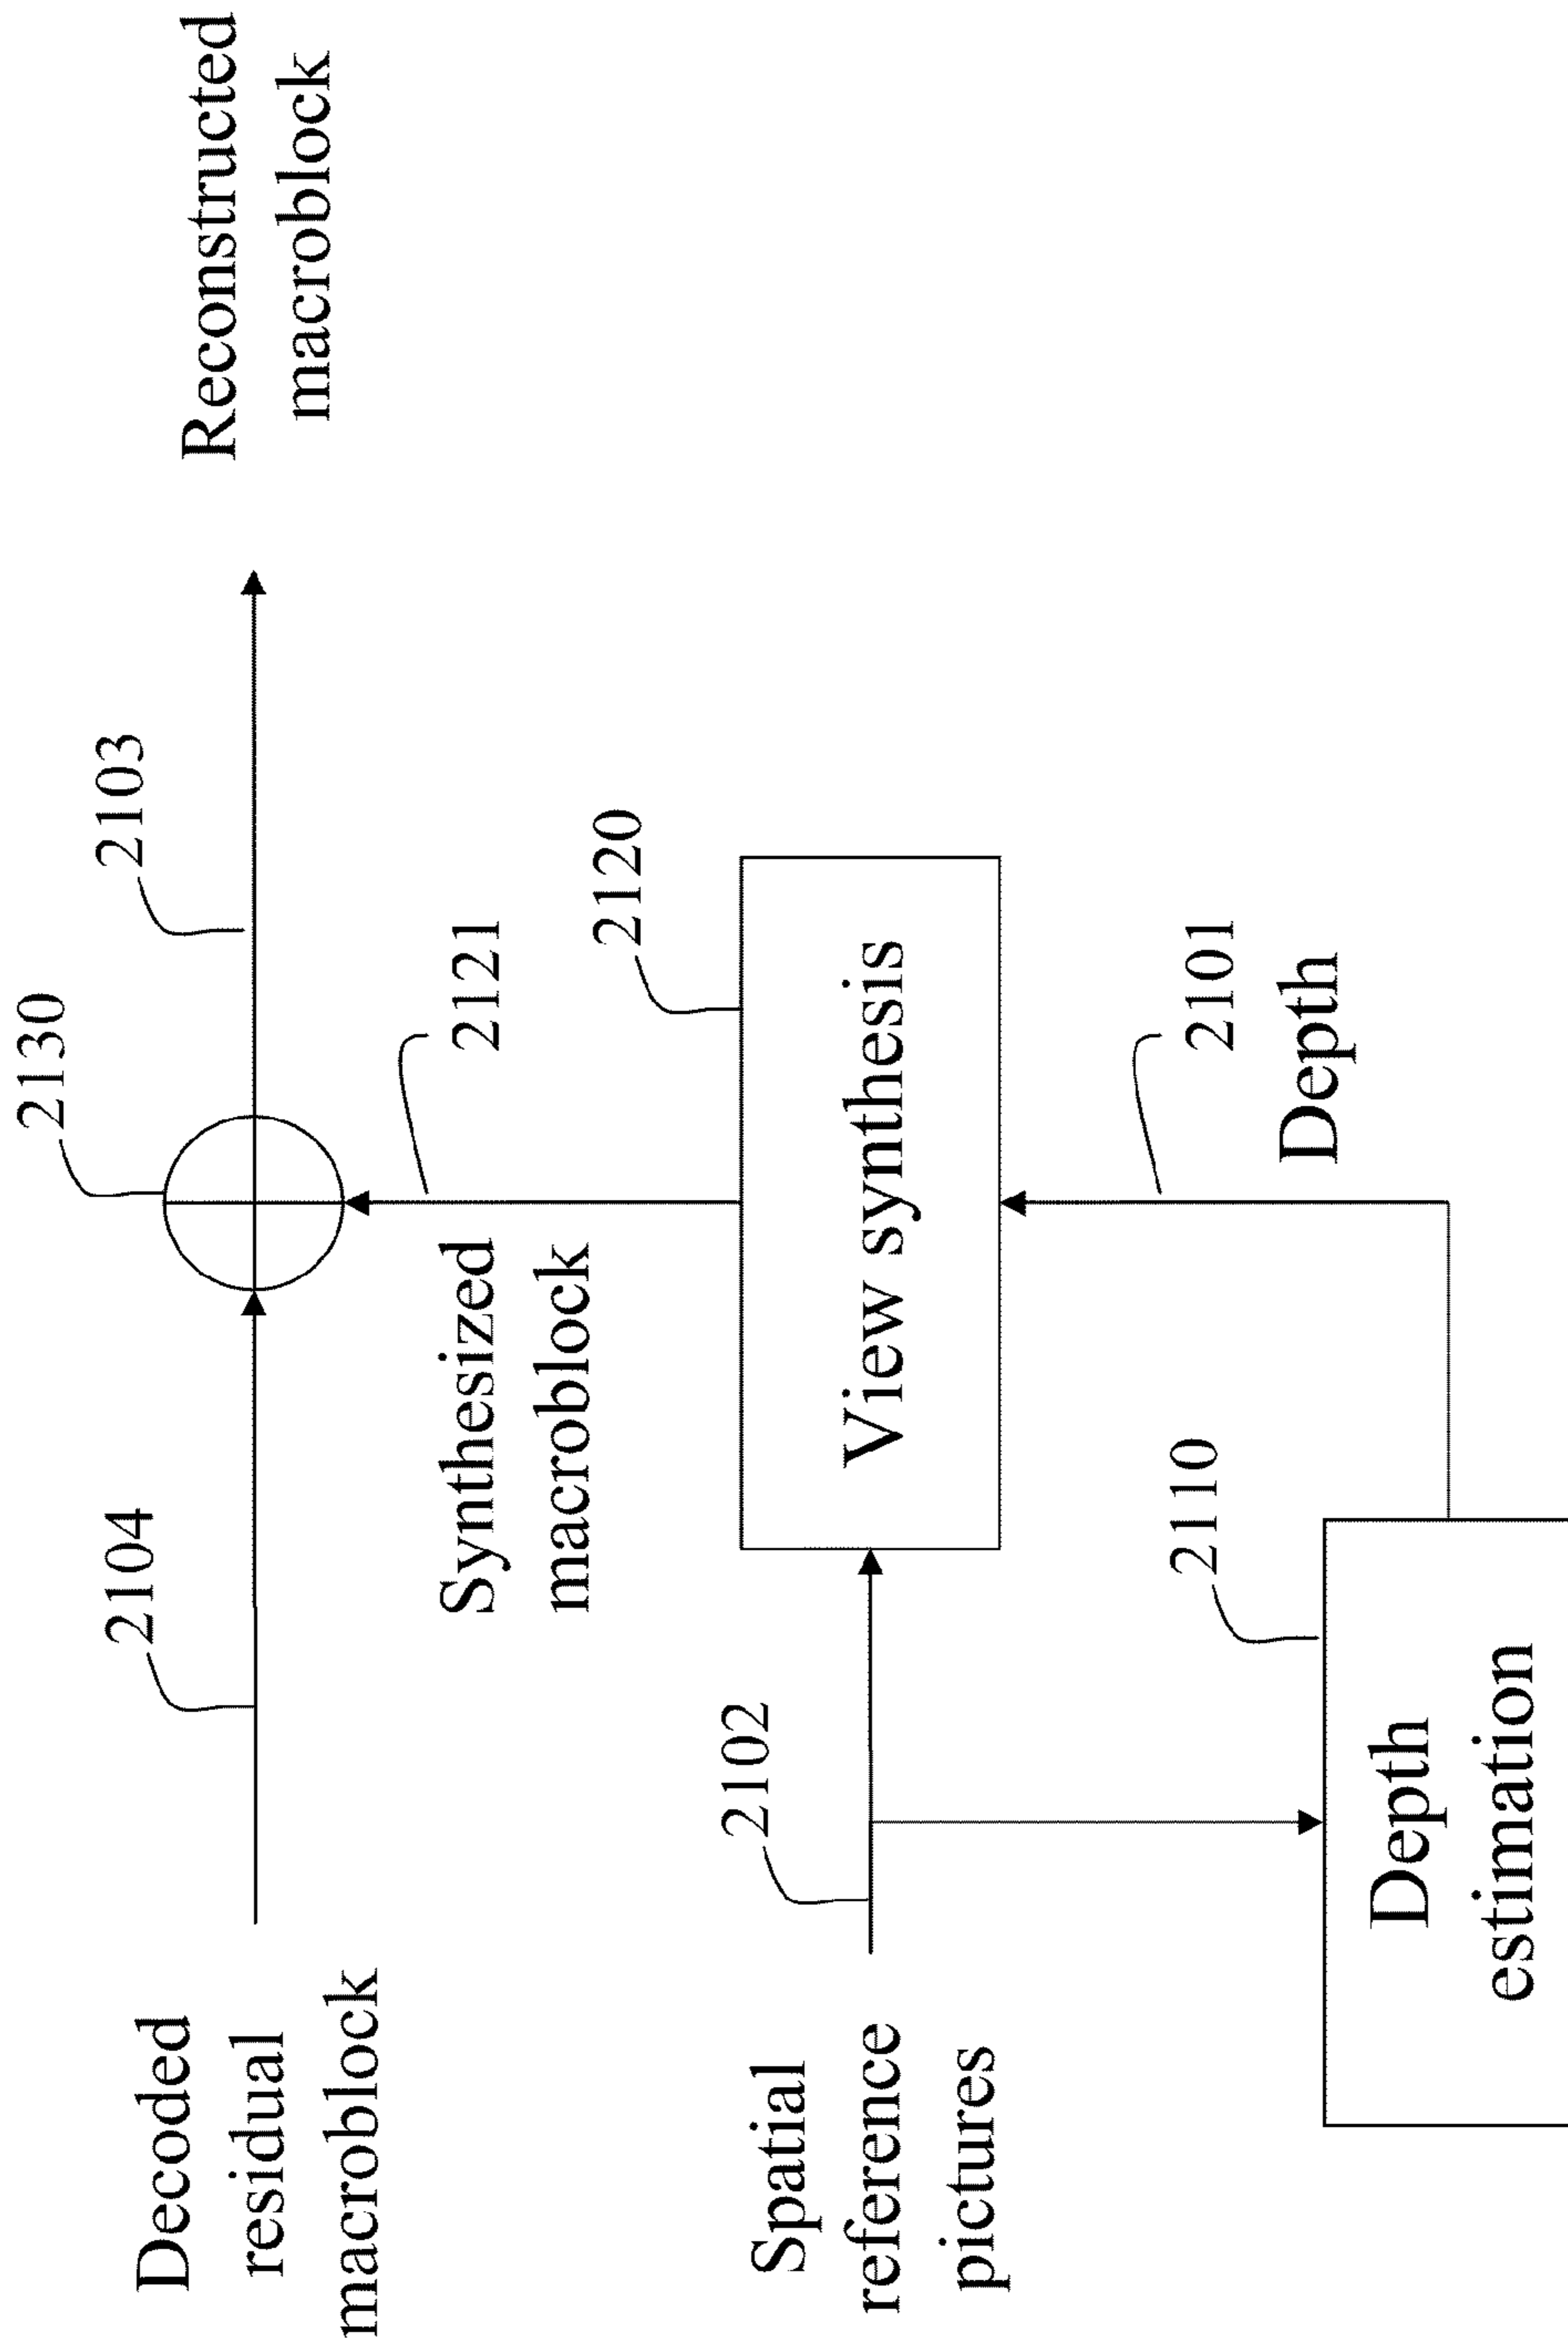 2130
2104
2103
Decoded
residual
macroblock
Reconstructed
macroblock
Synthesized
macroblock
2121
2120
2102
Spatial
reference
pictures
View synthesis
2110
2101
Depth
Depth
estimation